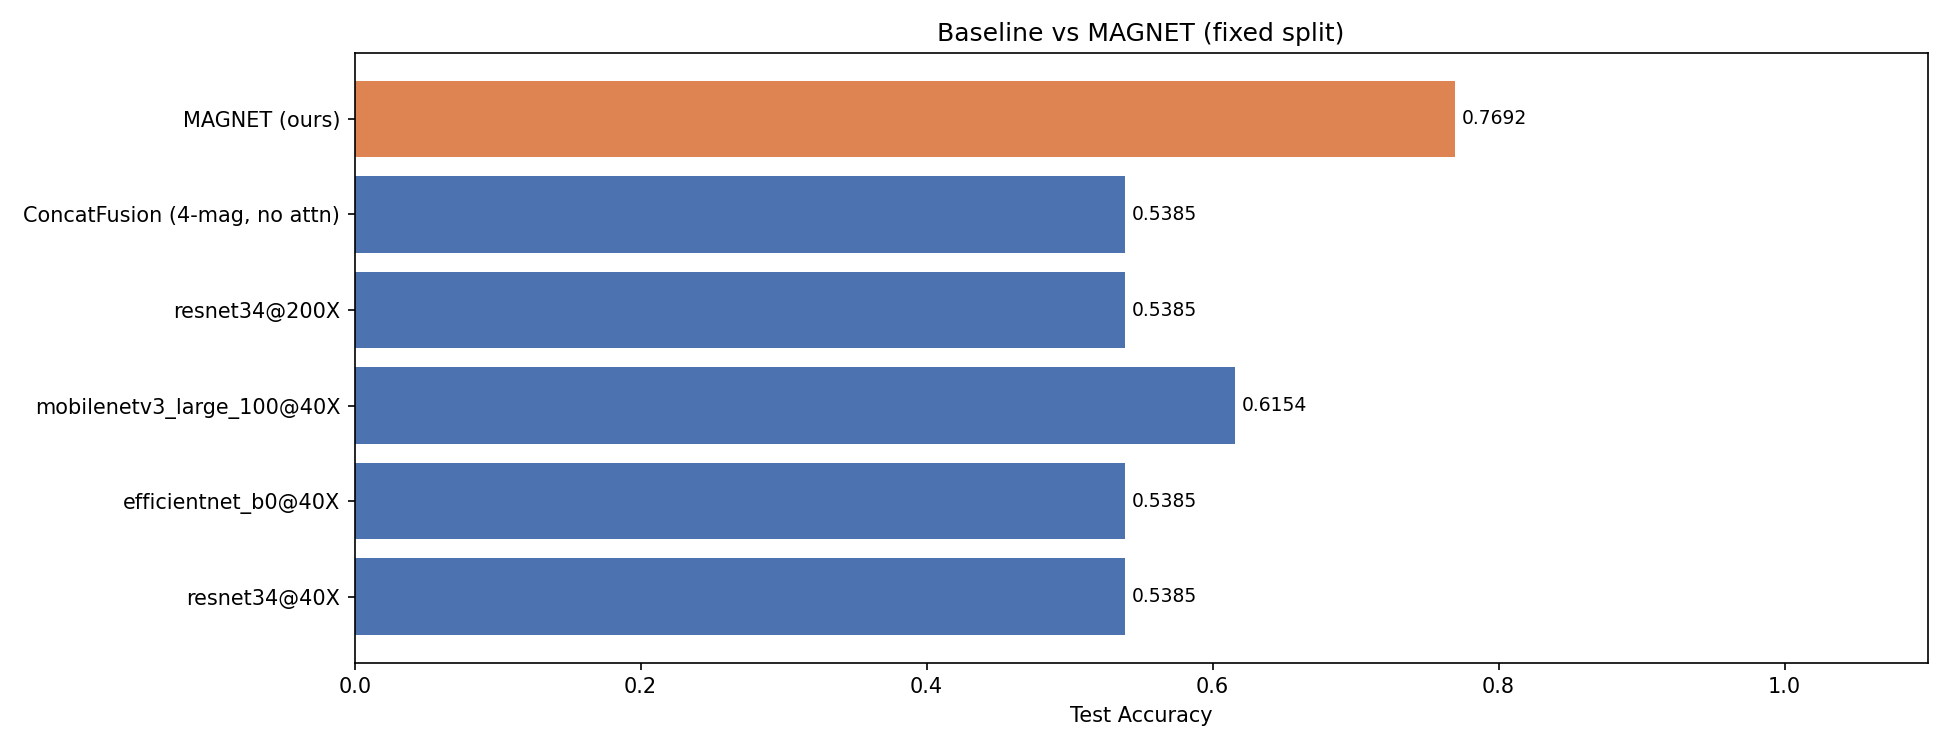 Baseline vs MAGNET (fixed split)
MAGNET (ours)
0.7692
ConcatFusion (4-mag, no attn)
0.5385
resnet34@200X
0.5385
mobilenetv3_large_100@40X
0.6154
efficientnet_b0@40X
0.5385
resnet34@40X
0.5385
0.0 0.2 0.4 0.6 0.8 1.0
Test Accuracy